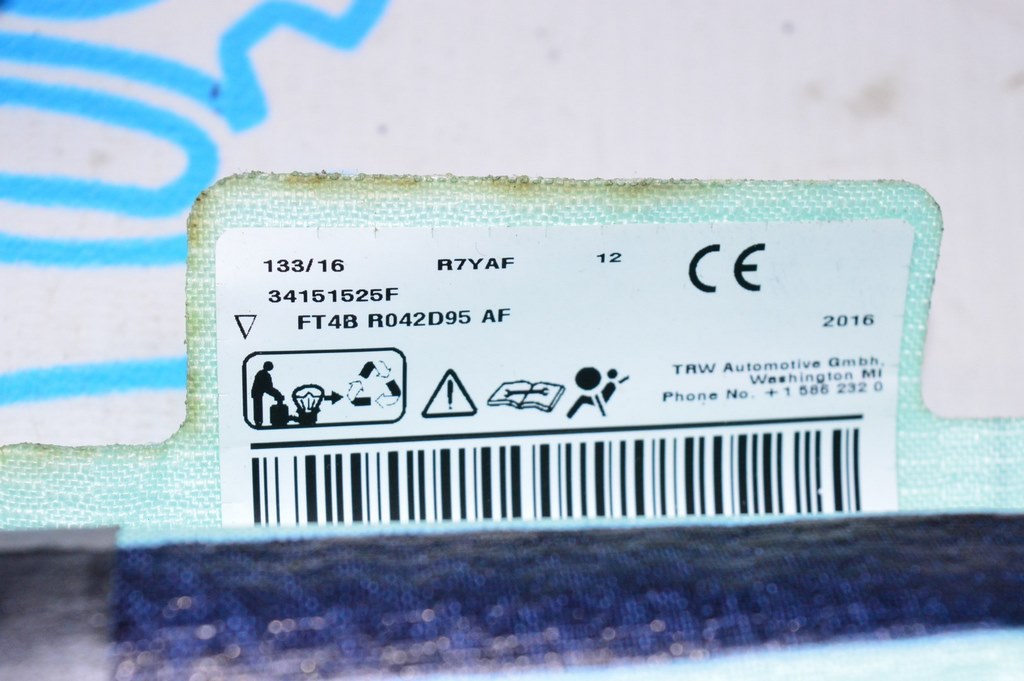 133/16 R7YAF 12 CE
34151525F
FT4B R042D95 AF
2016
TRW Automotive Gmbh.
Washington MI
Phone No. +1 586 232 0